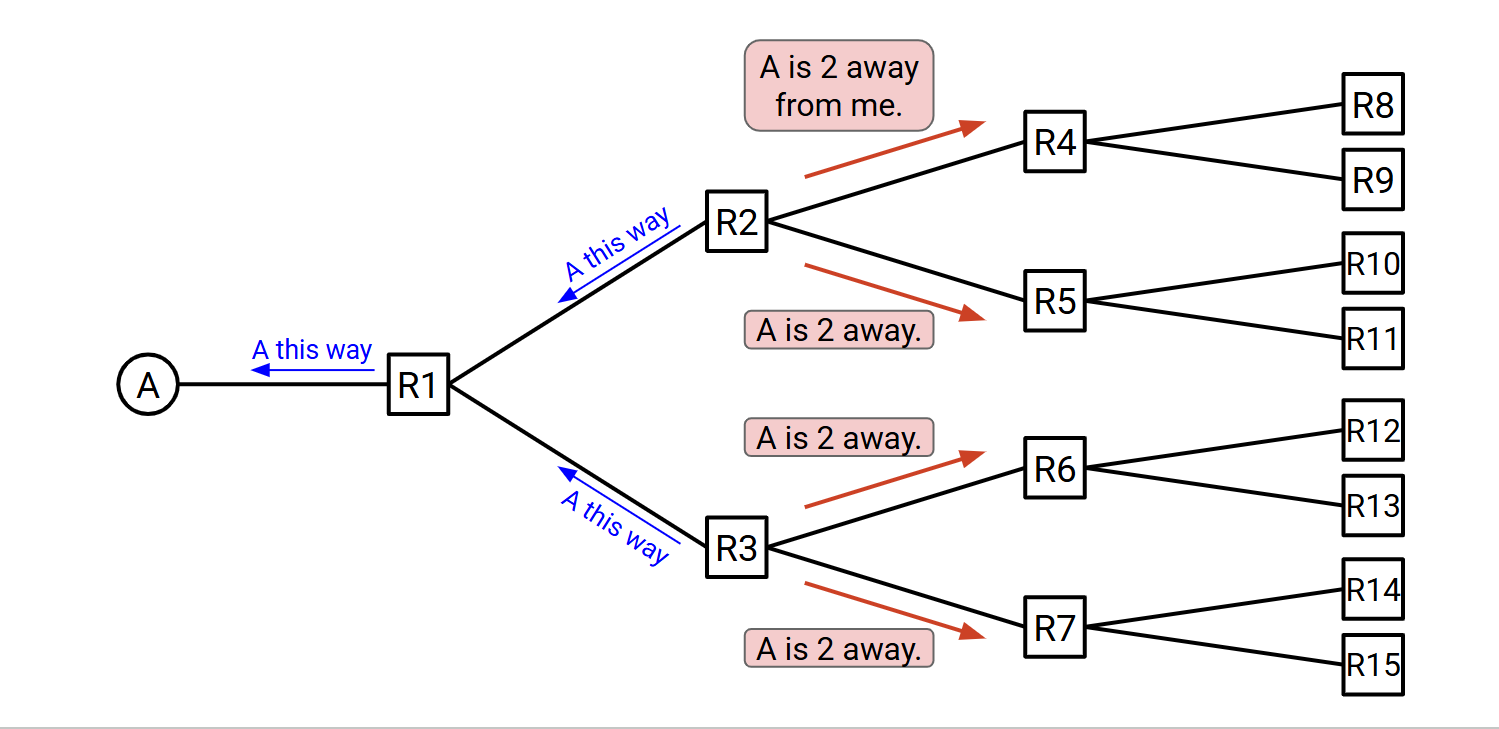 A is 2 away
from me.
R8
R4
R9
A this way
R2
R10
R5
A is 2 away.
R11
A this way
A
R1
A is 2 away.
R12
R6
R13
A this way
R3
R14
R7
A is 2 away.
R15